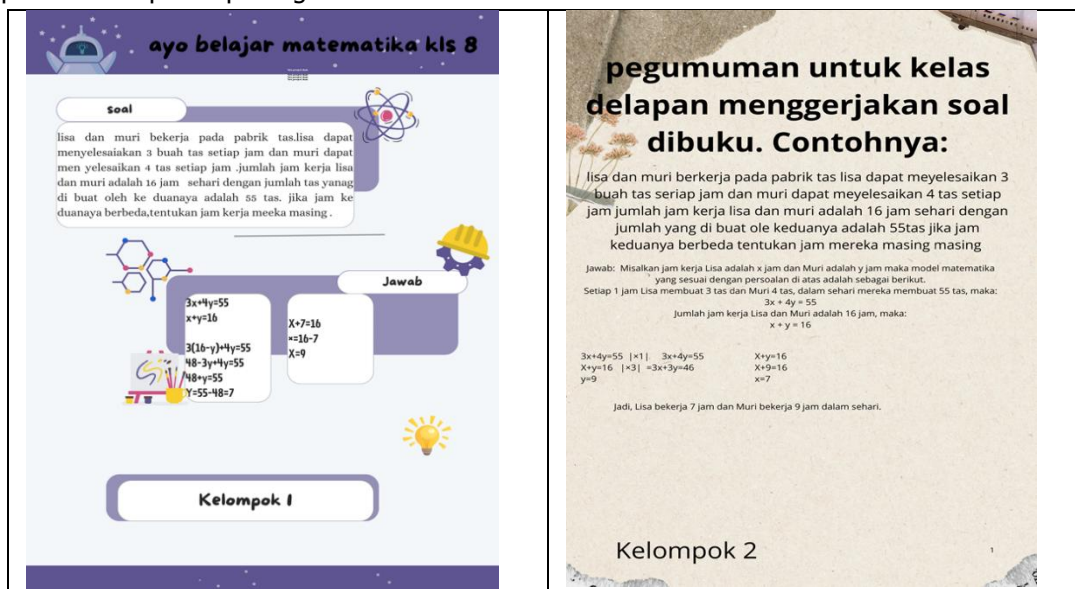 ayo belajar matematika kls 8
soal
lisa dan muri bekerja pada pabrik tas.lisa dapat
menyelesaiakan 3 buah tas setiap jam dan muri dapat
men yelesaikan 4 tas setiap jam .jumlah jam kerja lisa
dan muri adalah 16 jam sehari dengan jumlah tas yanag
di buat oleh ke duanaya adalah 55 tas. jika jam ke
duanaya berbeda,tentukan jam kerja meeka masing .
Jawab
3x+4y=55
x+y=16
3(16-y)+4y=55
48-3y+4y=55
48+y=55
Y=55-48=7
X+7=16
x=16-7
X=9
Kelompok 1
pegumuman untuk kelas
delapan menggerjakan soal
dibuku. Contohnya:
lisa dan muri berkerja pada pabrik tas lisa dapat meyelesaikan 3
buah tas seriap jam dan muri dapat meyelesaikan 4 tas setiap
jam jumlah jam kerja lisa dan muri adalah 16 jam sehari dengan
jumlah yang di buat ole keduanya adalah 55tas jika jam
keduanya berbeda tentukan jam mereka masing masing
Jawab: Misalkan jam kerja Lisa adalah x jam dan Muri adalah y jam maka model matematika
yang sesuai dengan persoalan di atas adalah sebagai berikut.
Setiap 1 jam Lisa membuat 3 tas dan Muri 4 tas, dalam sehari mereka membuat 55 tas, maka:
3x + 4y = 55
Jumlah jam kerja Lisa dan Muri adalah 16 jam, maka:
x + y = 16
3x+4y=55 |×1| 3x+4y=55
X+y=16 |×3| =3x+3y=46
y=9
X+y=16
X+9=16
x=7
Jadi, Lisa bekerja 7 jam dan Muri bekerja 9 jam dalam sehari.
Kelompok 2
1